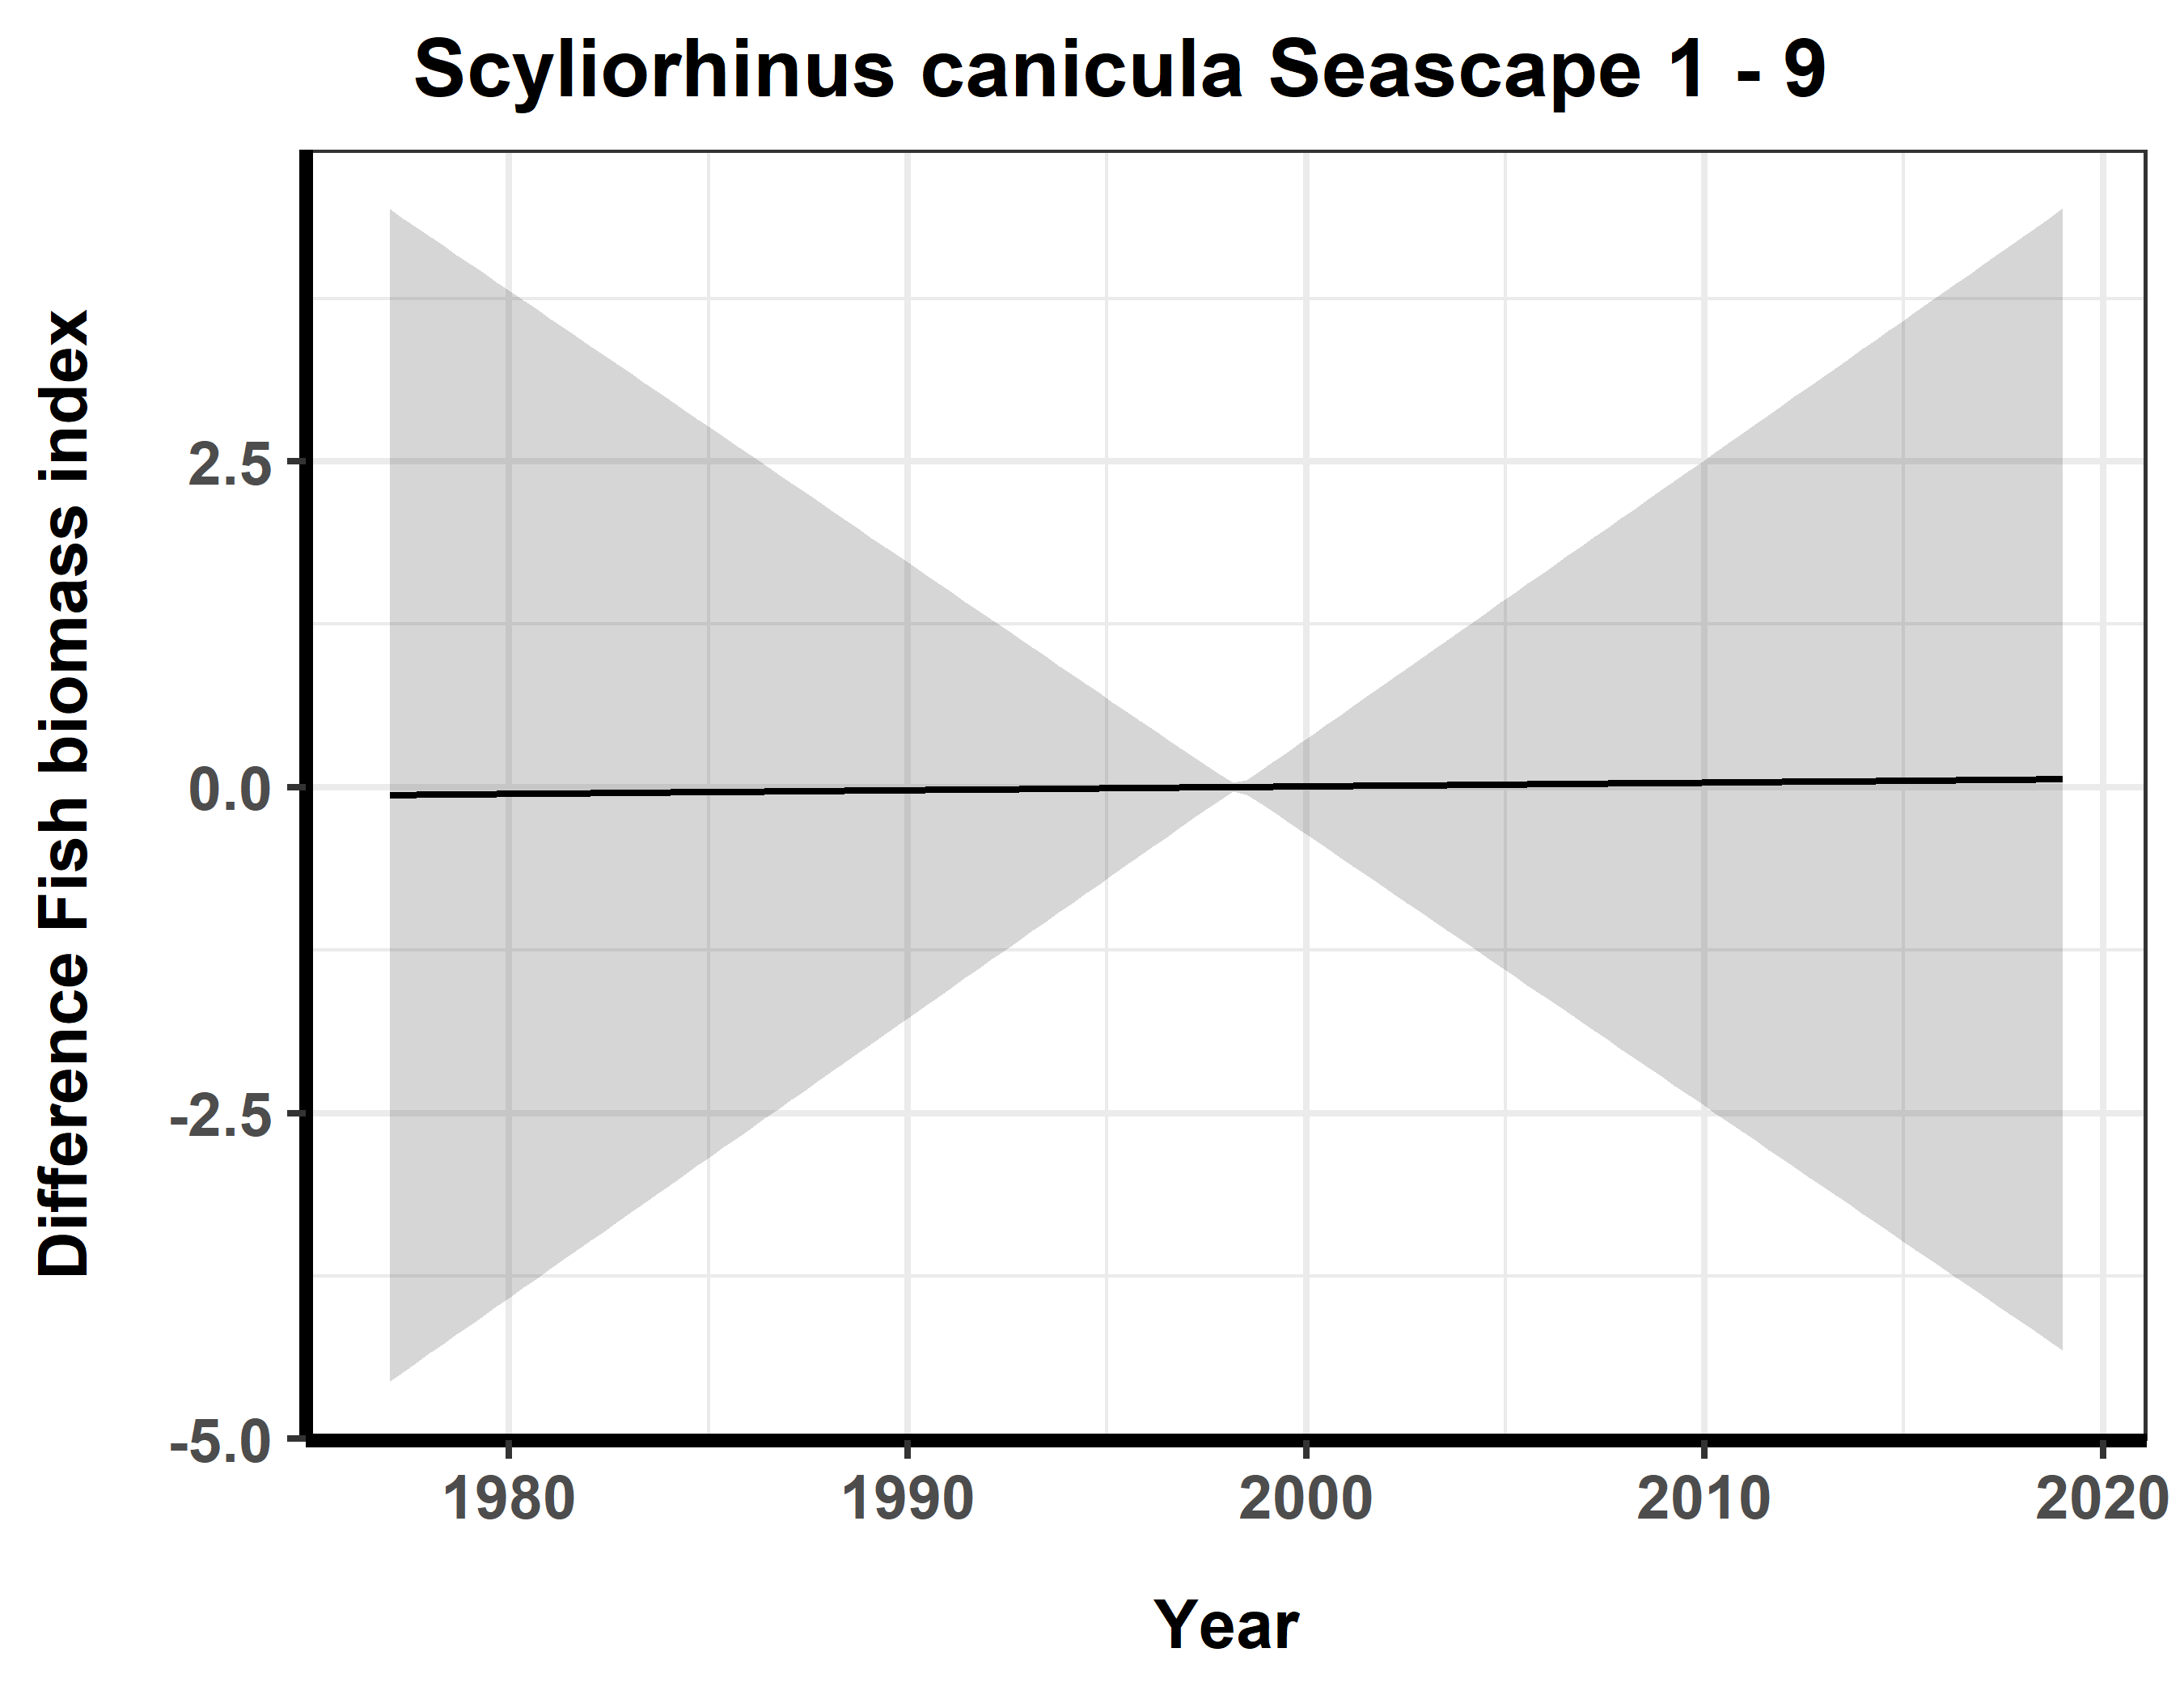 Scyliorhinus canicula Seascape 1 - 9
Difference Fish biomass index
2.5
0.0
-2.5
-5.0
1980 1990 2000 2010 2020
Year